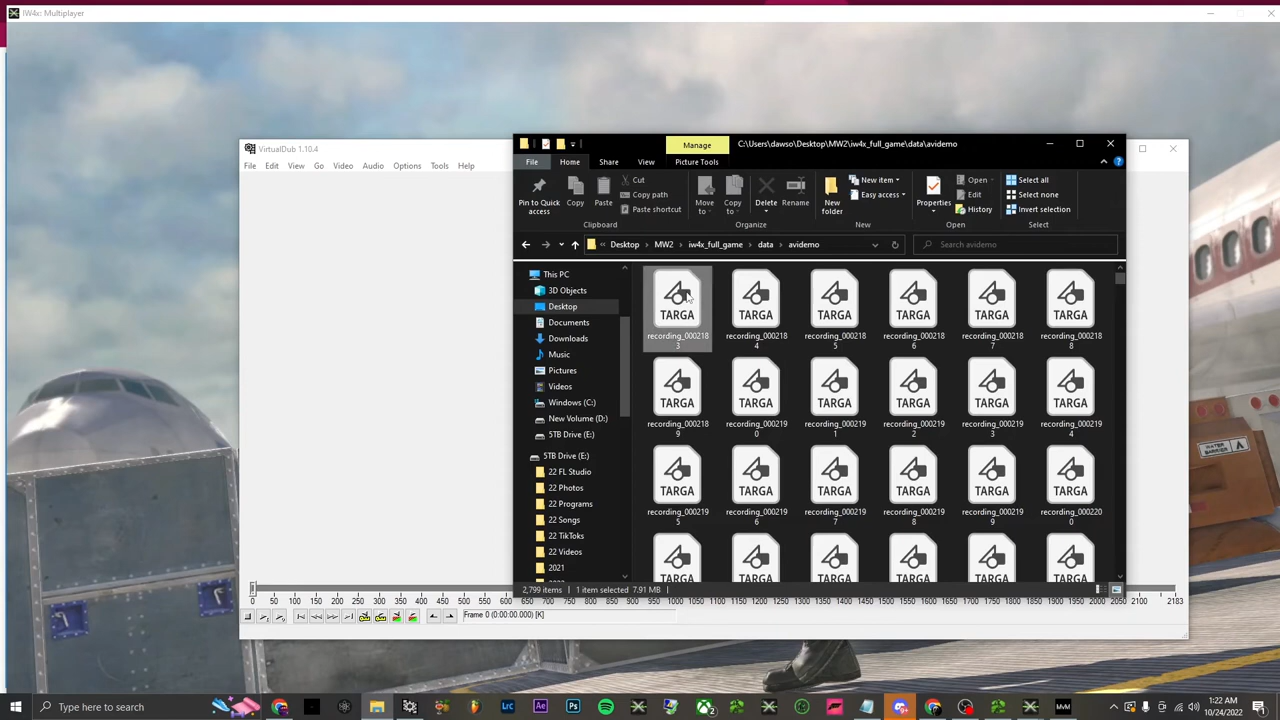 IW4x: Multiplayer
VirtualDub 1.10.4
File Edit View Go Video Audio Options Tools Help
Manage
C:\Users\dawso\Desktop\MW2\iw4x_full_game\data\avidemo
File Home Share View Picture Tools
Pin to Quick access
Copy
Paste
Cut
Copy path
Paste shortcut
Move to
Copy to
Delete
Rename
New folder
New item
Easy access
Properties
Open
Edit
History
Select all
Select none
Invert selection
Clipboard
Organize
New
Open
Select
« Desktop > MW2 > iw4x_full_game > data > avidemo
Search avidemo
This PC
3D Objects
Desktop
Documents
Downloads
Music
Pictures
Videos
Windows (C:)
New Volume (D:)
5TB Drive (E:)
5TB Drive (E:)
22 FL Studio
22 Photos
22 Programs
22 Songs
22 TikToks
22 Videos
2021
TARGA TARGA TARGA TARGA TARGA TARGA
recording_0002183 recording_0002184 recording_0002185 recording_0002186 recording_0002187 recording_0002188
TARGA TARGA TARGA TARGA TARGA TARGA
recording_0002189 recording_0002190 recording_0002191 recording_0002192 recording_0002193 recording_0002194
TARGA TARGA TARGA TARGA TARGA TARGA
recording_0002195 recording_0002196 recording_0002197 recording_0002198 recording_0002199 recording_0002200
TARGA TARGA TARGA TARGA TARGA TARGA
2,799 items 1 item selected 7.91 MB
0 50 100 150 200 250 300 350 400 450 500 550 600 650 700 750 800 850 900 950 1000 1050 1100 1150 1200 1250 1300 1350 1400 1450 1500 1550 1600 1650 1700 1750 1800 1850 1900 1950 2000 2050 2100 2183
Frame 0 (0:00:00.000) [K]
WATER BARRIER
Type here to search
Lrc
Ae
Ps
2
MVM
1:22 AM
10/24/2022
1